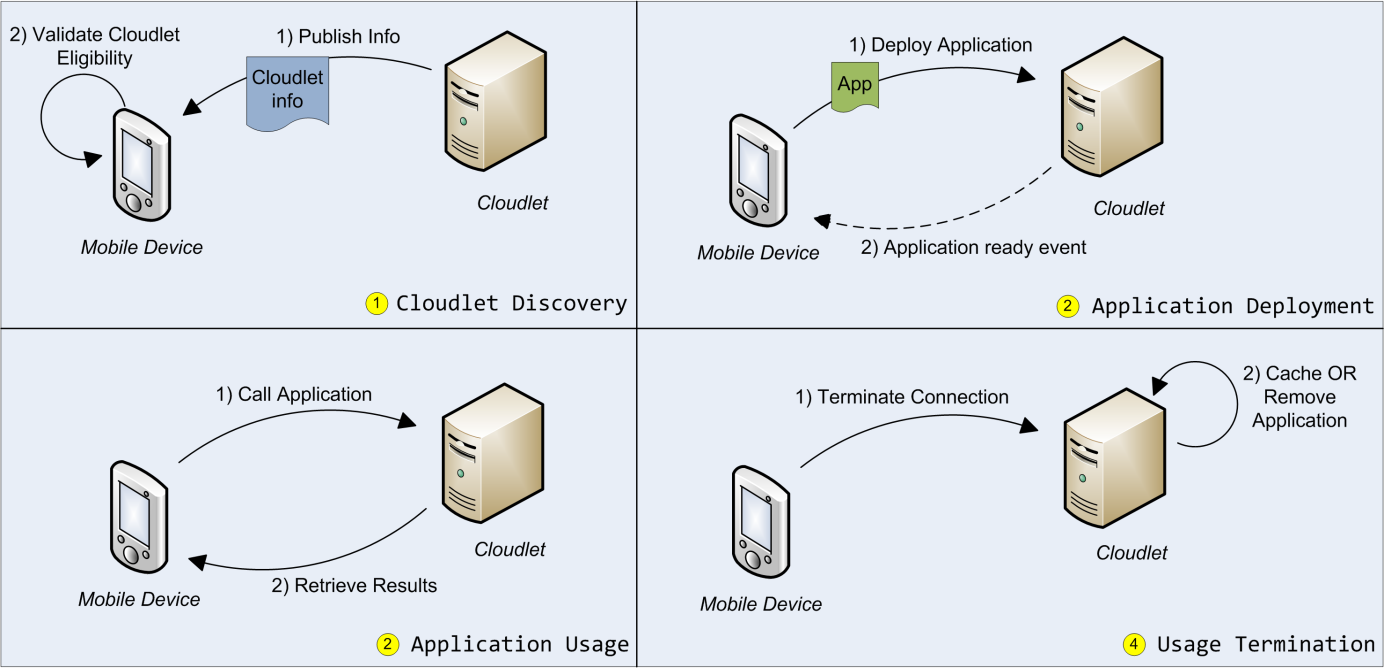 2) Validate Cloudlet
Eligibility
1) Publish Info
Cloudlet
info
Cloudlet
Mobile Device
1 Cloudlet Discovery
1) Deploy Application
App
Cloudlet
Mobile Device
2) Application ready event
2 Application Deployment
1) Call Application
Cloudlet
2) Retrieve Results
Mobile Device
2 Application Usage
1) Terminate Connection
2) Cache OR
Remove
Application
Cloudlet
Mobile Device
4 Usage Termination